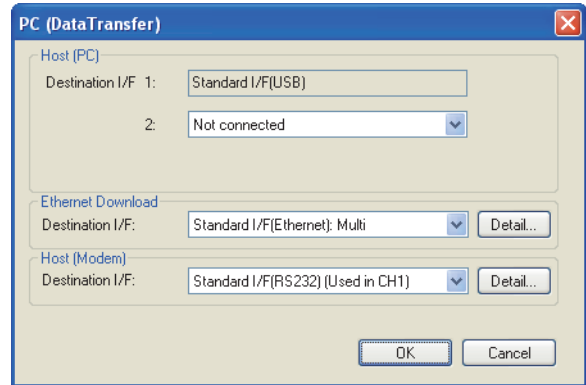 PC (DataTransfer)
Host (PC)
Destination I/F 1: Standard I/F(USB)
2: Not connected
Ethernet Download
Destination I/F: Standard I/F(Ethernet): Multi Detail...
Host (Modem)
Destination I/F: Standard I/F(RS232) (Used in CH1) Detail...
OK Cancel